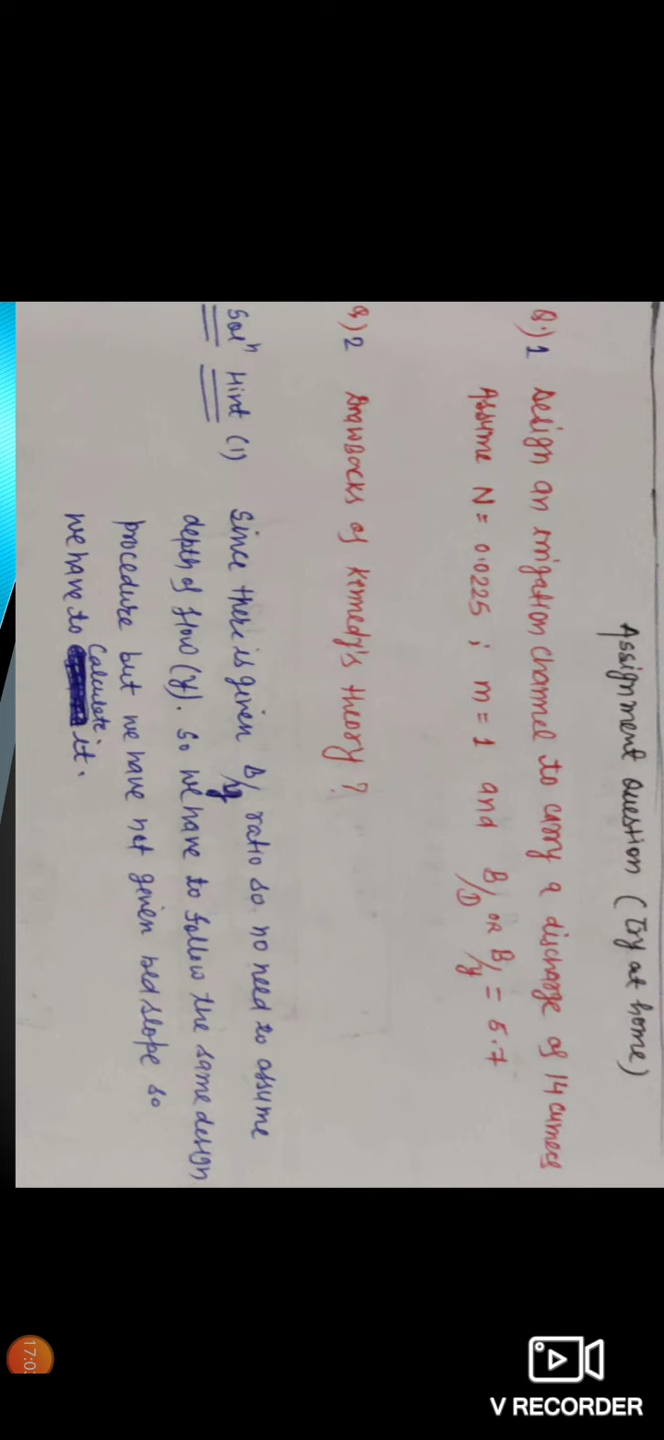 Assignment Question (Try at home)
Q.) 1 Design an irrigation channel to carry a discharge of 14 cumecs
Assume N = 0.0225 ; m = 1 and B/D OR B/y = 5.7
Q) 2 Drawbacks of Kennedy's theory ?
Solⁿ Hint (1) Since there is given B/y ratio so no need to assume
depth of flow (y). So we have to follow the same design
procedure but we have not given bed slope so
we have to Calculate it.
17:0
V RECORDER